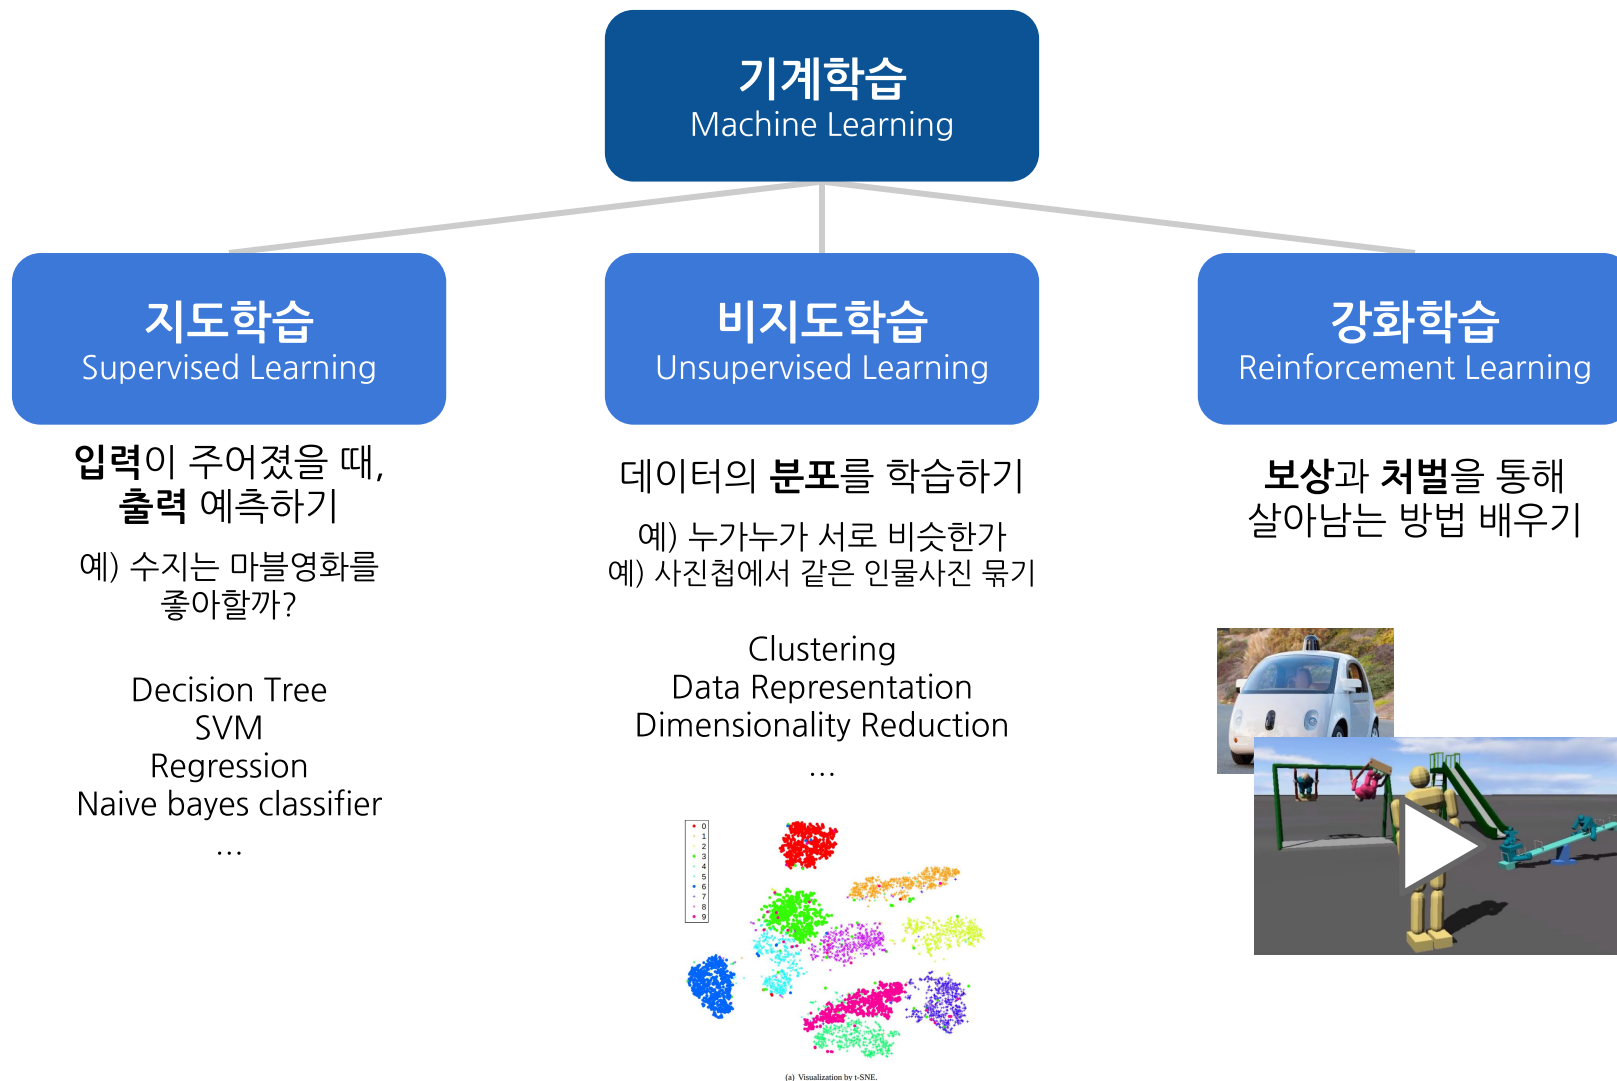 기계학습
Machine Learning
지도학습
Supervised Learning
입력이 주어졌을 때,
출력 예측하기
예) 수지는 마블영화를
좋아할까?
Decision Tree
SVM
Regression
Naive bayes classifier
...
비지도학습
Unsupervised Learning
데이터의 분포를 학습하기
예) 누가누가 서로 비슷한가
예) 사진첩에서 같은 인물사진 묶기
Clustering
Data Representation
Dimensionality Reduction
...
0
1
2
3
4
5
6
7
8
9
(a) Visualization by t-SNE.
강화학습
Reinforcement Learning
보상과 처벌을 통해
살아남는 방법 배우기